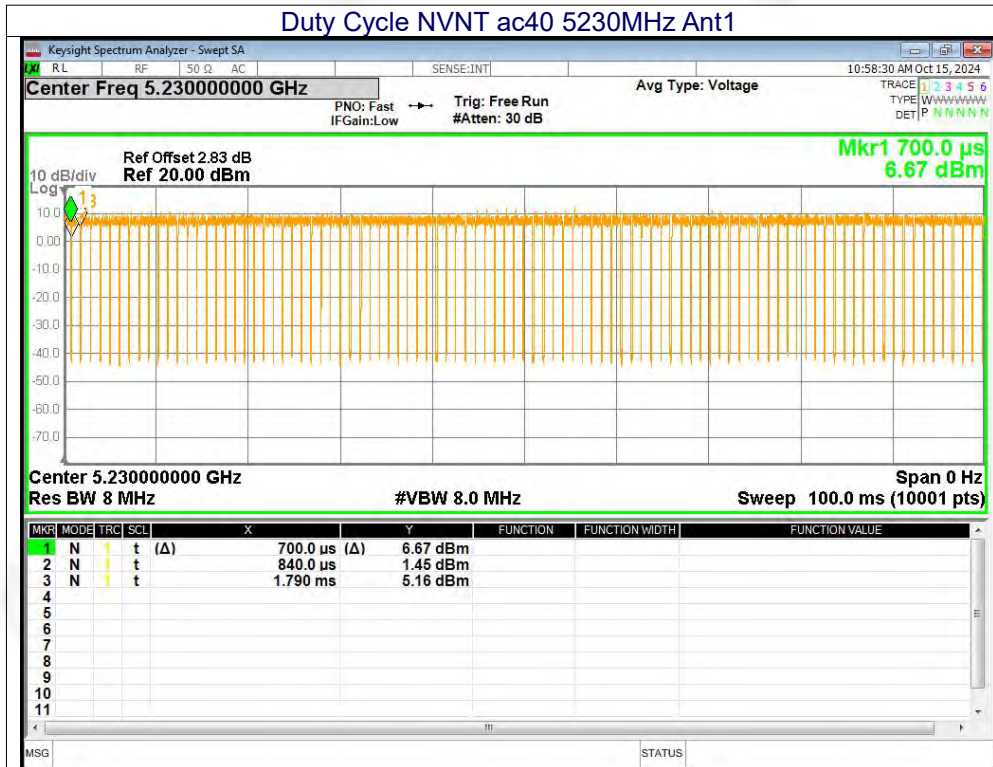 Duty Cycle NVNT ac40 5230MHz Ant1
Keysight Spectrum Analyzer - Swept SA
LXI RL RF 50 Ω AC SENSE:INT 10:58:30 AM Oct 15, 2024
Center Freq 5.230000000 GHz Avg Type: Voltage TRACE 1 2 3 4 5 6
PNO: Fast Trig: Free Run TYPE WWWWWWW
IFGain:Low #Atten: 30 dB DET P N N N N N
Mkr1 700.0 µs
Ref Offset 2.83 dB
10 dB/div Ref 20.00 dBm 6.67 dBm
Log
1 3
10.0
0.00
-10.0
-20.0
-30.0
-40.0
-50.0
-60.0
-70.0
Center 5.230000000 GHz Span 0 Hz
Res BW 8 MHz #VBW 8.0 MHz Sweep 100.0 ms (10001 pts)
MKR MODE TRC SCL X Y FUNCTION FUNCTION WIDTH FUNCTION VALUE
1 N 1 t (Δ) 700.0 µs (Δ) 6.67 dBm
2 N 1 t 840.0 µs 1.45 dBm
3 N 1 t 1.790 ms 5.16 dBm
4
5
6
7
8
9
10
11
MSG STATUS